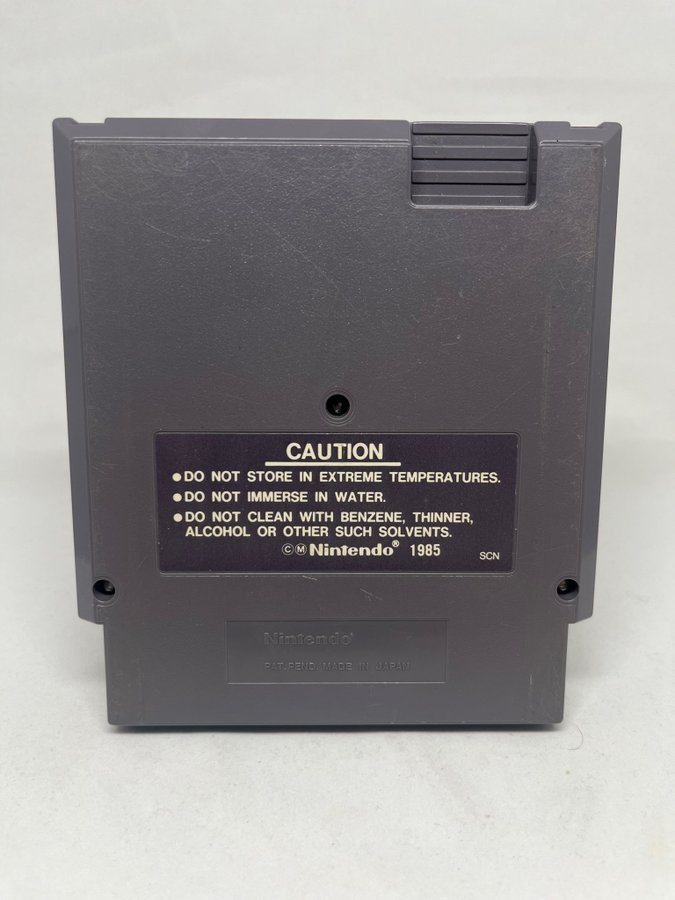 CAUTION
●DO NOT STORE IN EXTREME TEMPERATURES.
●DO NOT IMMERSE IN WATER.
●DO NOT CLEAN WITH BENZENE, THINNER,
ALCOHOL OR OTHER SUCH SOLVENTS.
©Ⓜ Nintendo® 1985
SCN
Nintendo®
PAT. PEND. MADE IN JAPAN